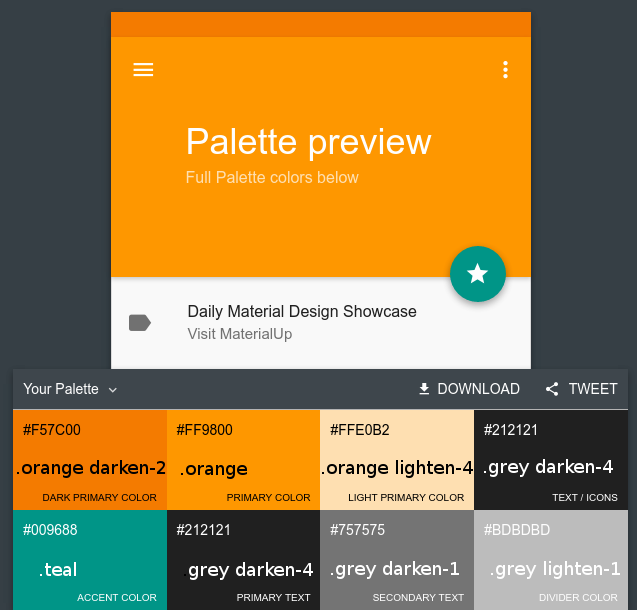 Palette preview
Full Palette colors below
Daily Material Design Showcase
Visit MaterialUp
Your Palette DOWNLOAD TWEET
#F57C00 #FF9800 #FFE0B2 #212121
.orange darken-2 .orange .orange lighten-4 .grey darken-4
DARK PRIMARY COLOR PRIMARY COLOR LIGHT PRIMARY COLOR TEXT / ICONS
#009688 #212121 #757575 #BDBDBD
.teal .grey darken-4 .grey darken-1 .grey lighten-1
ACCENT COLOR PRIMARY TEXT SECONDARY TEXT DIVIDER COLOR